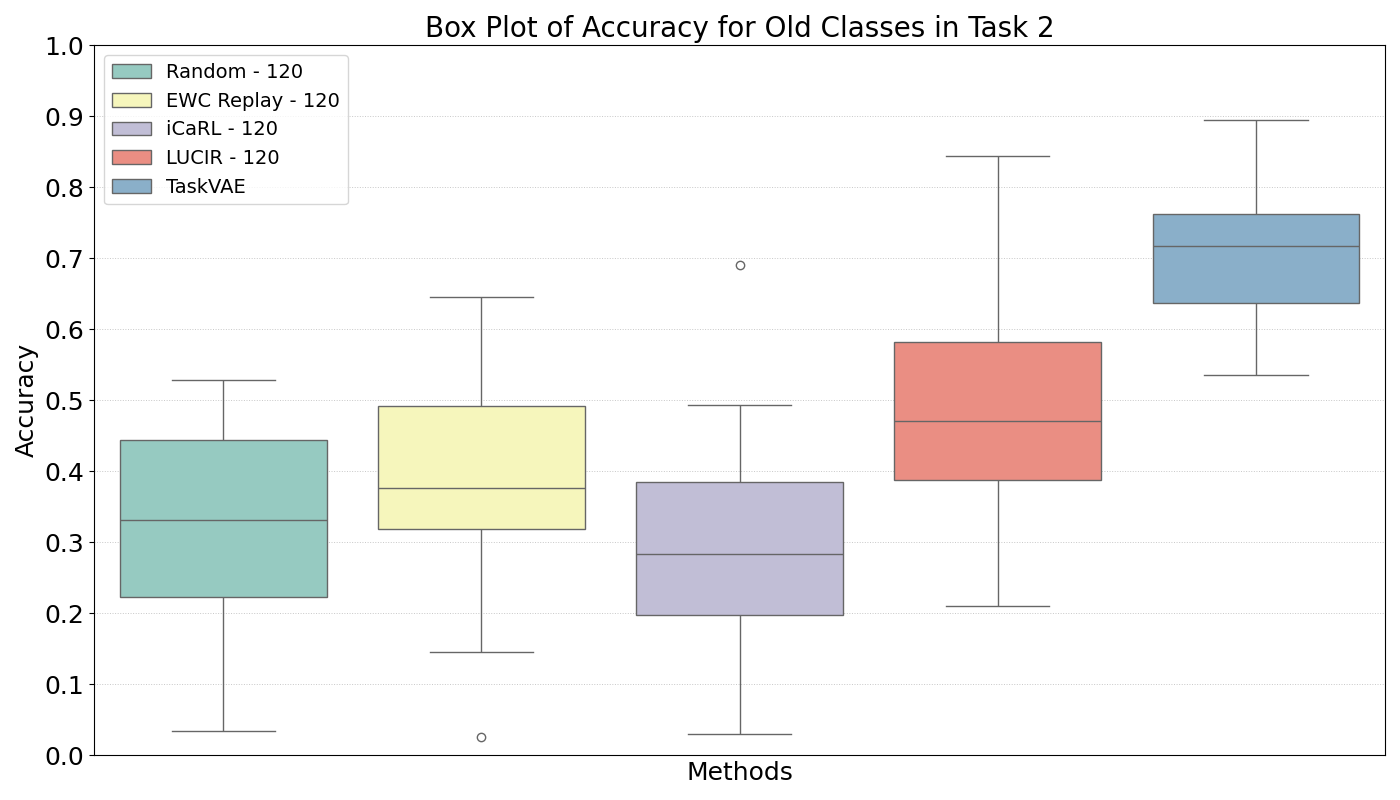 Box Plot of Accuracy for Old Classes in Task 2
1.0
0.9
0.8
0.7
0.6
0.5
0.4
0.3
0.2
0.1
0.0
Accuracy
Random - 120
EWC Replay - 120
iCaRL - 120
LUCIR - 120
TaskVAE
Methods